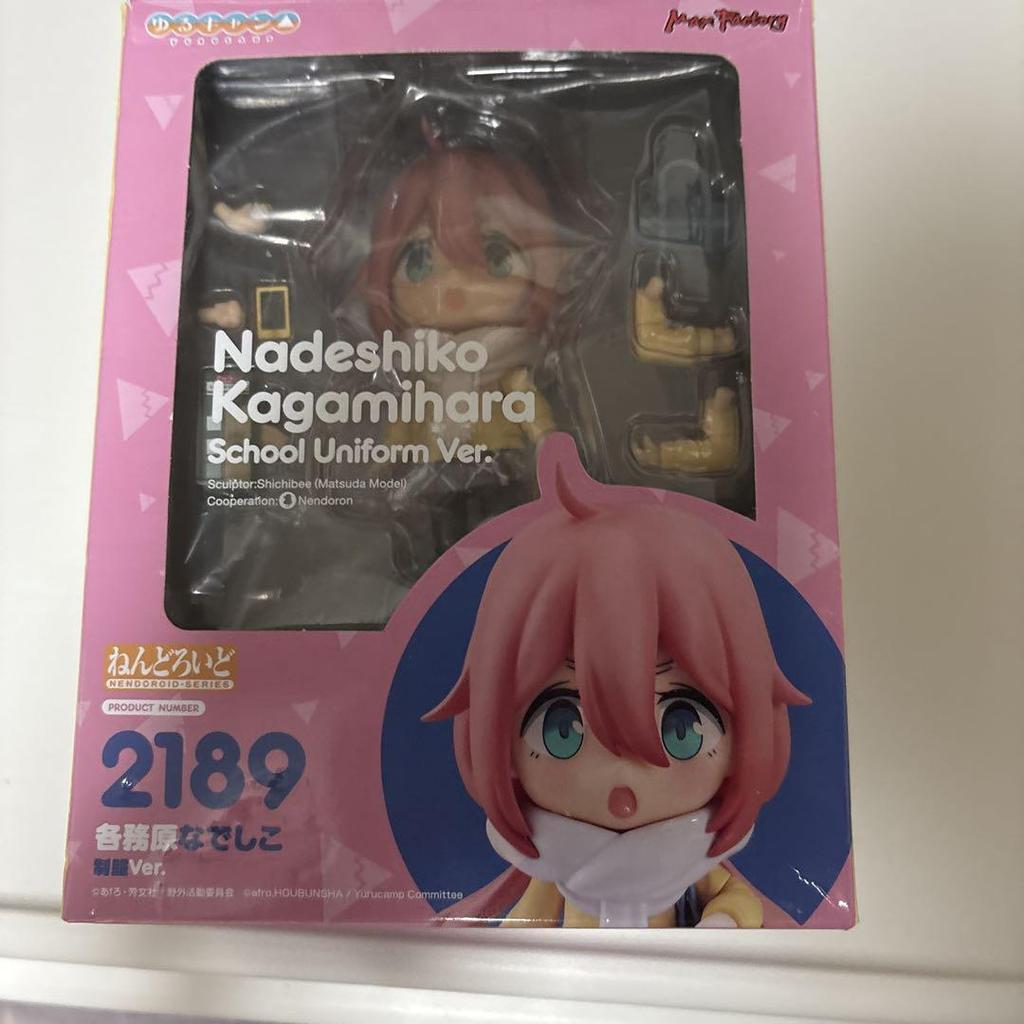 ゆるキャン△
Max Factory
Nadeshiko
Kagamihara
School Uniform Ver.
Sculptor:Shichibee (Matsuda Model)
Cooperation: Nendoron
ねんどろいど
NENDOROID-SERIES
PRODUCT NUMBER
2189
各務原なでしこ
制服Ver.
©あfろ・芳文社/野外活動委員会 ©afro,HOUBUNSHA / Yurucamp Committee